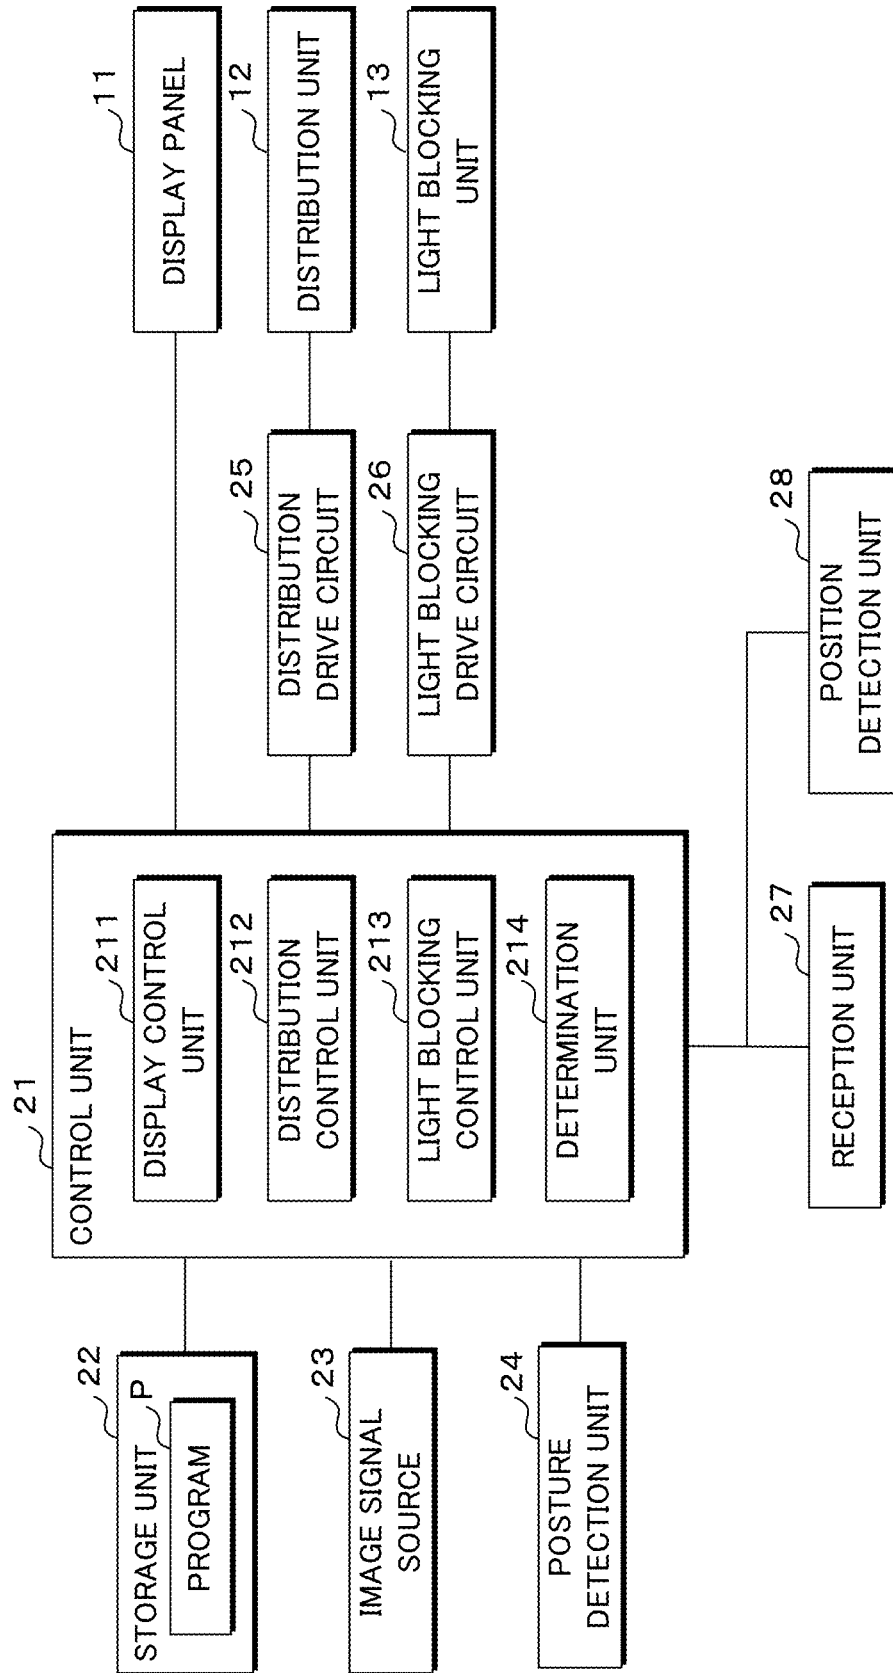 21
CONTROL UNIT
22
STORAGE UNIT
P
PROGRAM
211
DISPLAY CONTROL
UNIT
11
DISPLAY PANEL
212
DISTRIBUTION
CONTROL UNIT
25
DISTRIBUTION
DRIVE CIRCUIT
12
DISTRIBUTION UNIT
23
IMAGE SIGNAL
SOURCE
213
LIGHT BLOCKING
CONTROL UNIT
26
LIGHT BLOCKING
DRIVE CIRCUIT
13
LIGHT BLOCKING
UNIT
24
POSTURE
DETECTION UNIT
214
DETERMINATION
UNIT
27
RECEPTION UNIT
28
POSITION
DETECTION UNIT